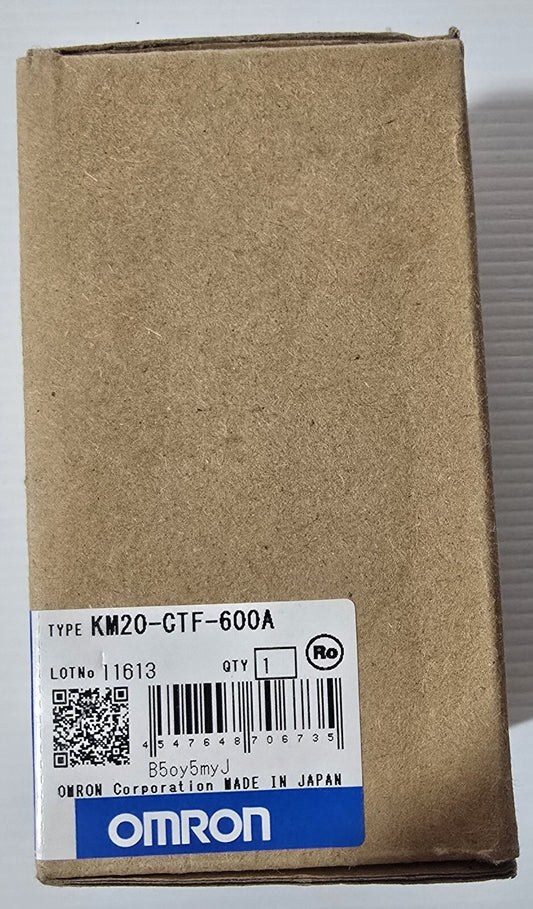 TYPE KM20-CTF-600A
LOTNo 11613 QTY 1 Ro
4 547648 706735
B5oy5myJ
OMRON Corporation MADE IN JAPAN
OMRON